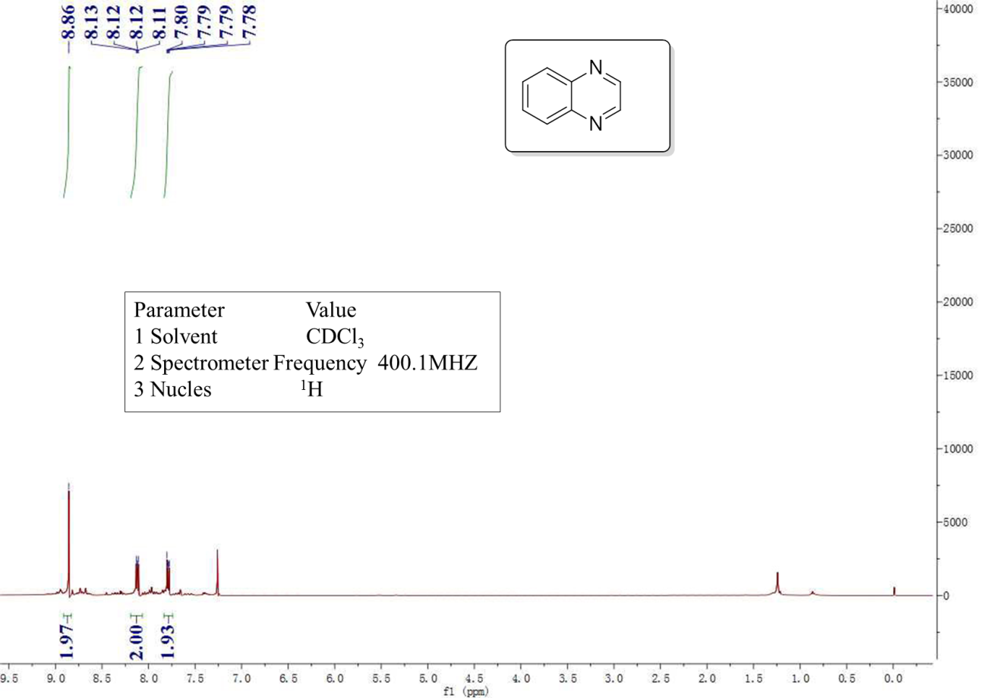 8.86
8.13
8.12
8.12
8.11
7.80
7.79
7.79
7.78
40000
35000
30000
25000
20000
15000
10000
5000
0
N
N
Parameter Value
1 Solvent CDCl₃
2 Spectrometer Frequency 400.1MHZ
3 Nucles ¹H
1.97
2.00
1.93
9.5 9.0 8.5 8.0 7.5 7.0 6.5 6.0 5.5 5.0 4.5 4.0 3.5 3.0 2.5 2.0 1.5 1.0 0.5 0.0
f1 (ppm)